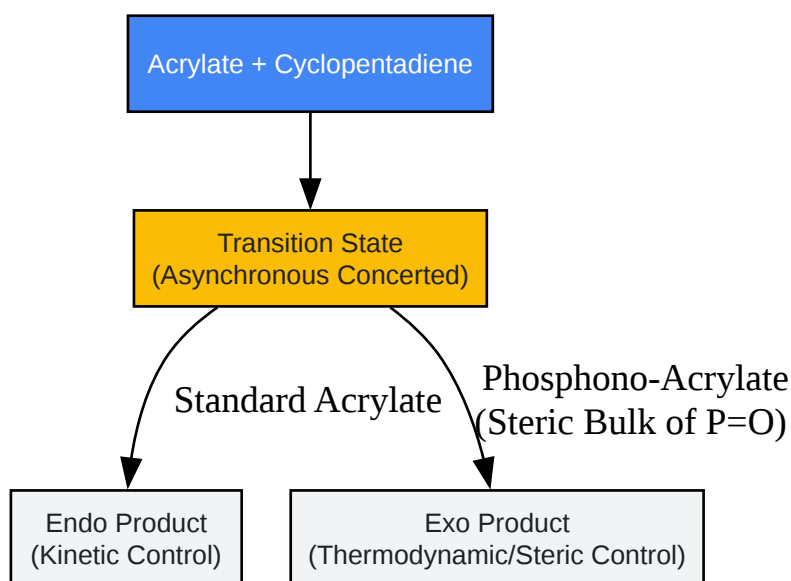 Acrylate + Cyclopentadiene
Transition State
(Asynchronous Concerted)
Standard Acrylate
Phosphono-Acrylate
(Steric Bulk of P=O)
Endo Product
(Kinetic Control)
Exo Product
(Thermodynamic/Steric Control)